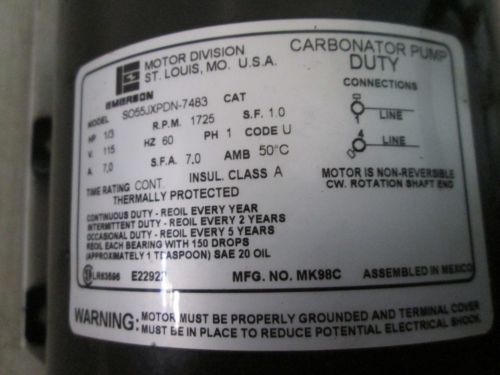 MOTOR DIVISION
ST. LOUIS, MO. U.S.A.
EMERSON
CARBONATOR PUMP
DUTY
MODEL SO55JXPDN-7483 CAT
HP 1/3 R.P.M. 1725 S.F. 1.0
V. 115 HZ 60 PH 1 CODE U
A. 7.0 S.F.A. 7.0 AMB 50°C
TIME RATING CONT. INSUL. CLASS A
THERMALLY PROTECTED
CONNECTIONS
1
LINE
4
LINE
MOTOR IS NON-REVERSIBLE
CW. ROTATION SHAFT END
CONTINUOUS DUTY - REOIL EVERY YEAR
INTERMITTENT DUTY - REOIL EVERY 2 YEARS
OCCASIONAL DUTY - REOIL EVERY 5 YEARS
REOIL EACH BEARING WITH 150 DROPS
(APPROXIMATELY 1 TEASPOON) SAE 20 OIL
LR63596 MFG. NO. MK98C ASSEMBLED IN MEXICO
WARNING: MOTOR MUST BE PROPERLY GROUNDED AND TERMINAL COVER
MUST BE IN PLACE TO REDUCE POTENTIAL ELECTRICAL SHOCK.